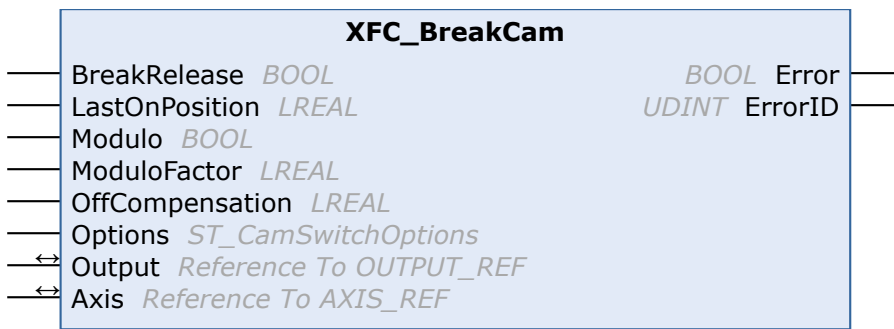 XFC_BreakCam
BreakRelease BOOL BOOL Error
LastOnPosition LREAL UDINT ErrorID
Modulo BOOL
ModuloFactor LREAL
OffCompensation LREAL
Options ST_CamSwitchOptions
↔ Output Reference To OUTPUT_REF
↔ Axis Reference To AXIS_REF